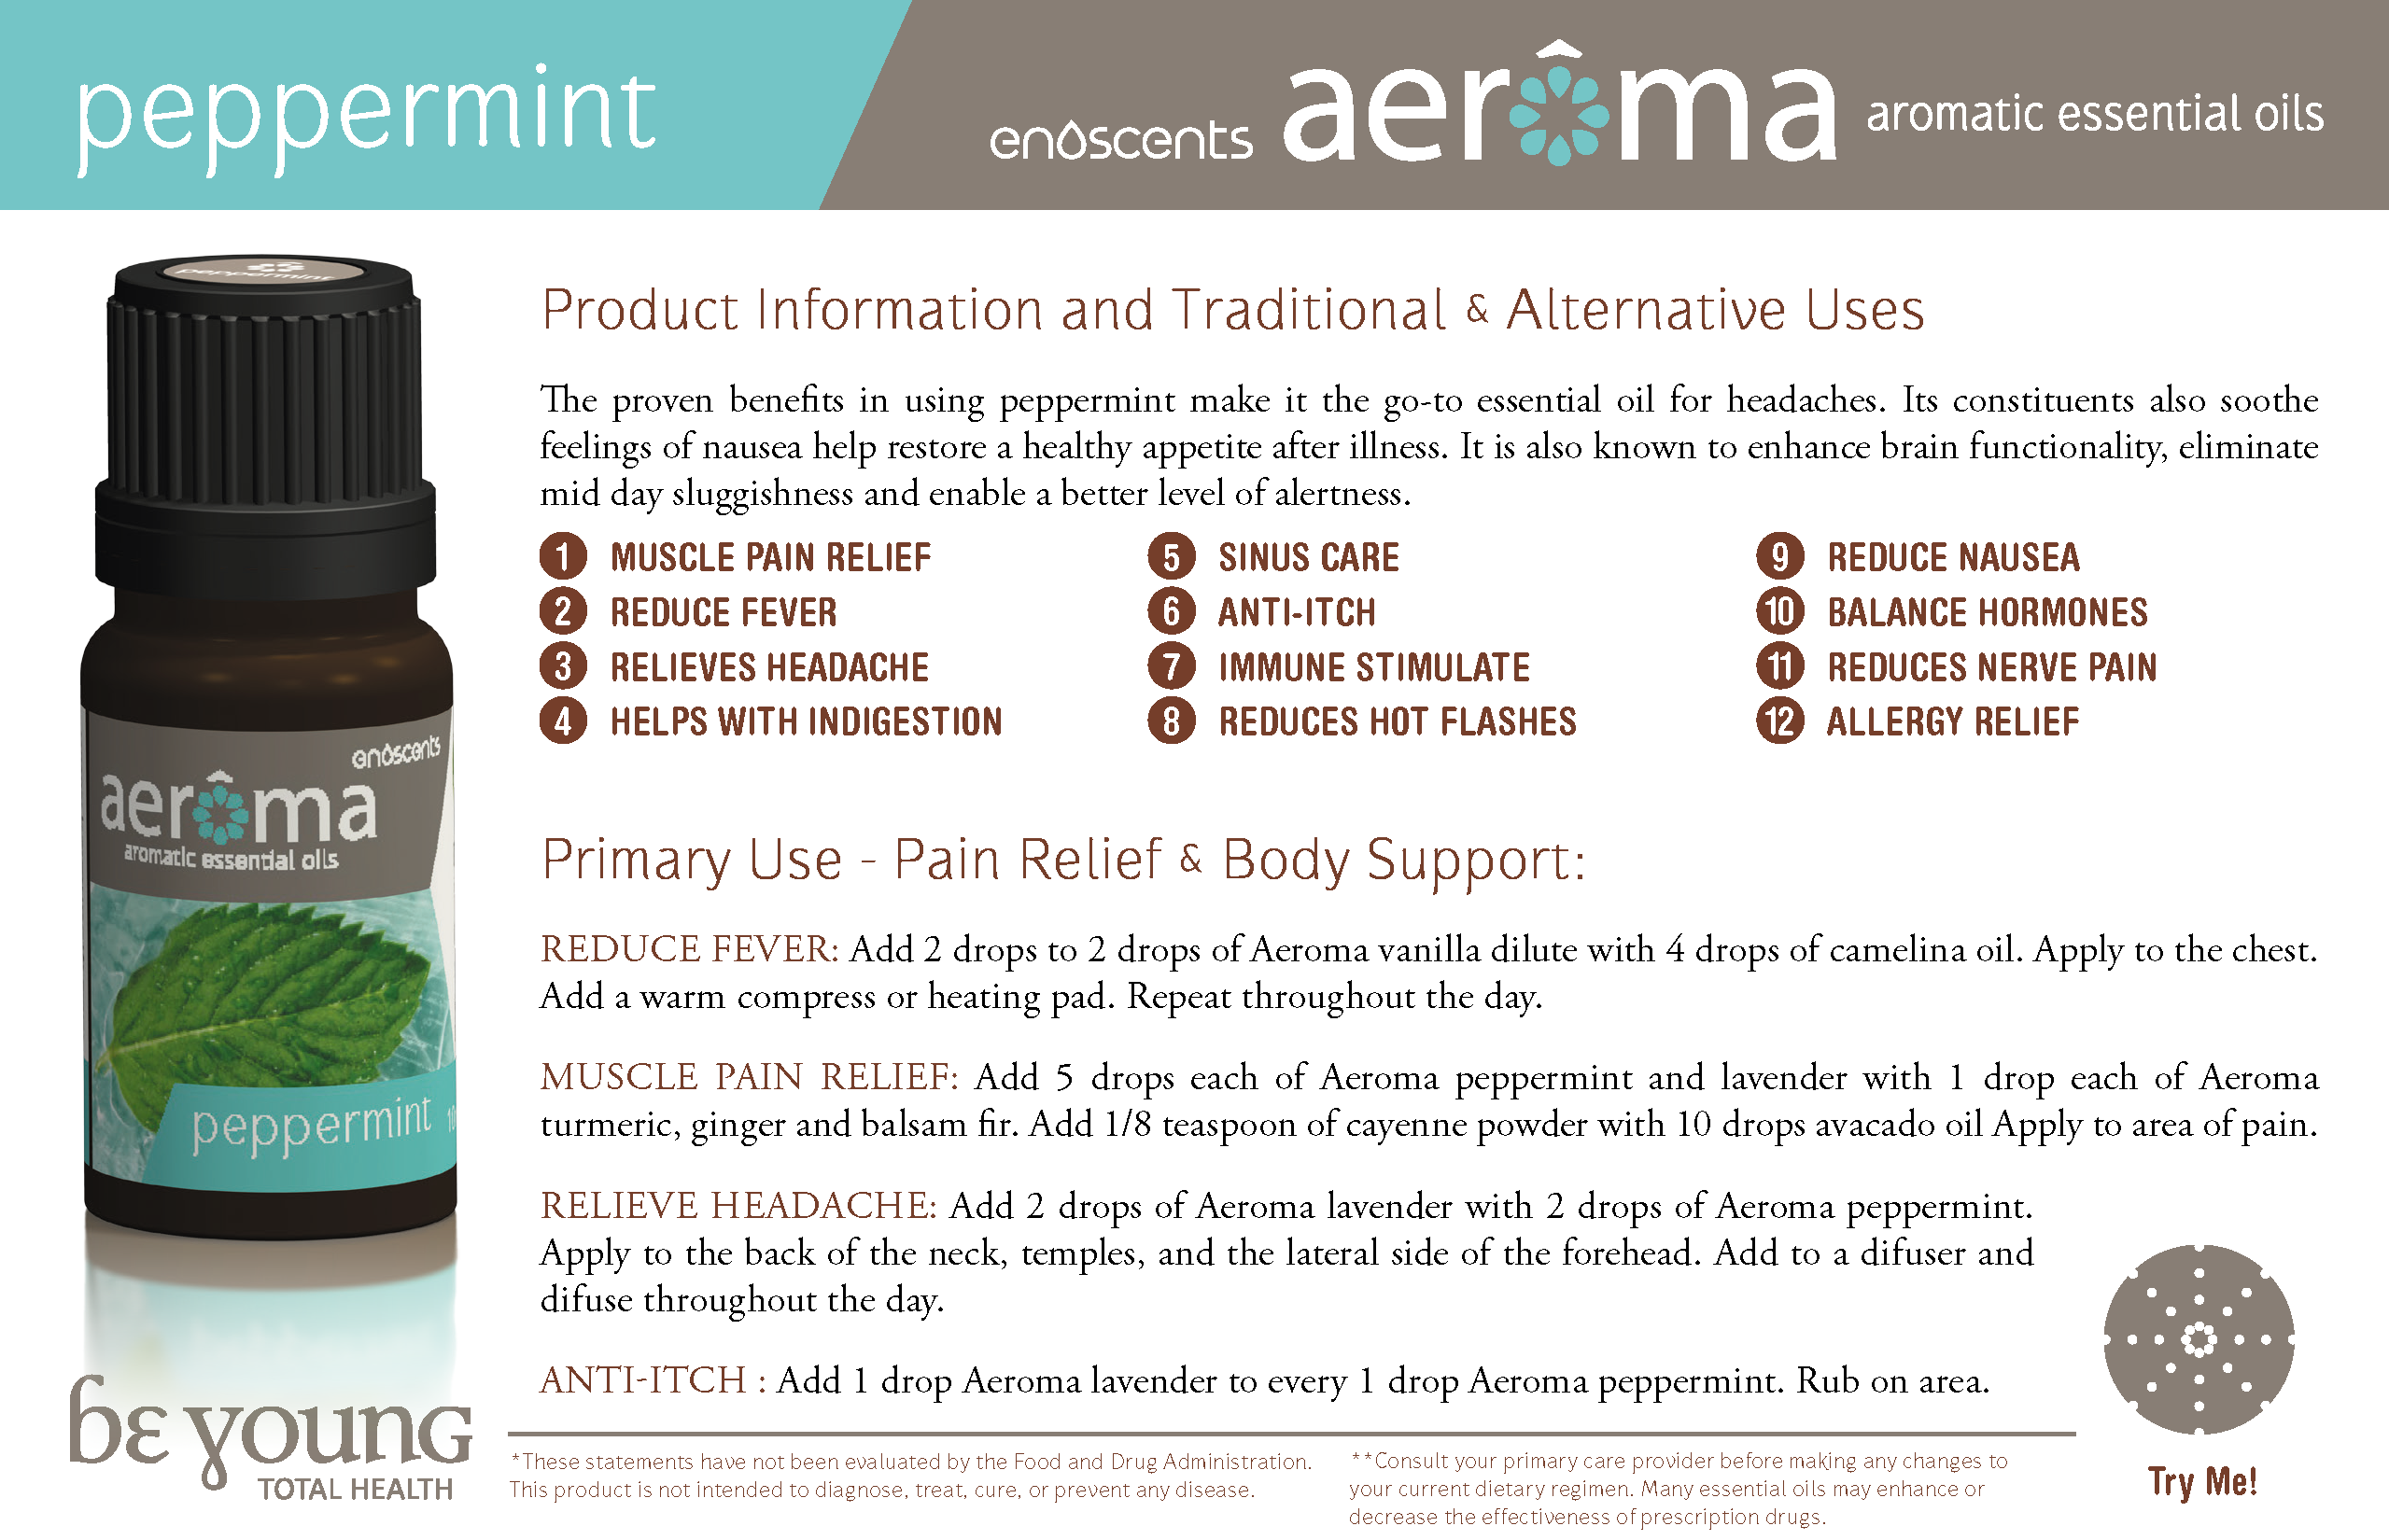 peppermint
enoscents aerôma aromatic essential oils
peppermint
Product Information and Traditional & Alternative Uses
The proven benefits in using peppermint make it the go-to essential oil for headaches. Its constituents also soothe
feelings of nausea help restore a healthy appetite after illness. It is also known to enhance brain functionality, eliminate
mid day sluggishness and enable a better level of alertness.
1 MUSCLE PAIN RELIEF
2 REDUCE FEVER
3 RELIEVES HEADACHE
4 HELPS WITH INDIGESTION
5 SINUS CARE
6 ANTI-ITCH
7 IMMUNE STIMULATE
8 REDUCES HOT FLASHES
9 REDUCE NAUSEA
10 BALANCE HORMONES
11 REDUCES NERVE PAIN
12 ALLERGY RELIEF
enoscents
aerôma
aromatic essential oils
peppermint
Primary Use - Pain Relief & Body Support:
REDUCE FEVER: Add 2 drops to 2 drops of Aeroma vanilla dilute with 4 drops of camelina oil. Apply to the chest.
Add a warm compress or heating pad. Repeat throughout the day.
MUSCLE PAIN RELIEF: Add 5 drops each of Aeroma peppermint and lavender with 1 drop each of Aeroma
turmeric, ginger and balsam fir. Add 1/8 teaspoon of cayenne powder with 10 drops avacado oil Apply to area of pain.
RELIEVE HEADACHE: Add 2 drops of Aeroma lavender with 2 drops of Aeroma peppermint.
Apply to the back of the neck, temples, and the lateral side of the forehead. Add to a difuser and
difuse throughout the day.
ANTI-ITCH : Add 1 drop Aeroma lavender to every 1 drop Aeroma peppermint. Rub on area.
be young
TOTAL HEALTH
*These statements have not been evaluated by the Food and Drug Administration.
This product is not intended to diagnose, treat, cure, or prevent any disease.
**Consult your primary care provider before making any changes to
your current dietary regimen. Many essential oils may enhance or
decrease the effectiveness of prescription drugs.
Try Me!